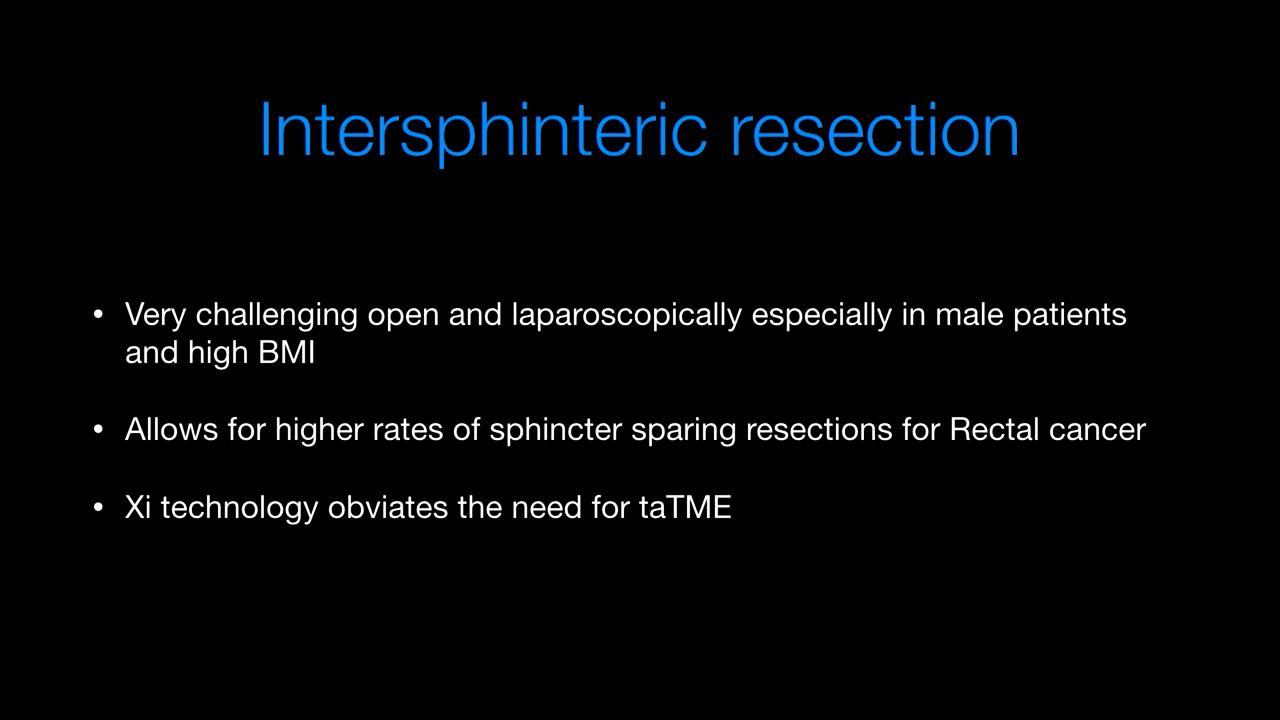 Intersphinteric resection
• Very challenging open and laparoscopically especially in male patients
and high BMI
• Allows for higher rates of sphincter sparing resections for Rectal cancer
• Xi technology obviates the need for taTME